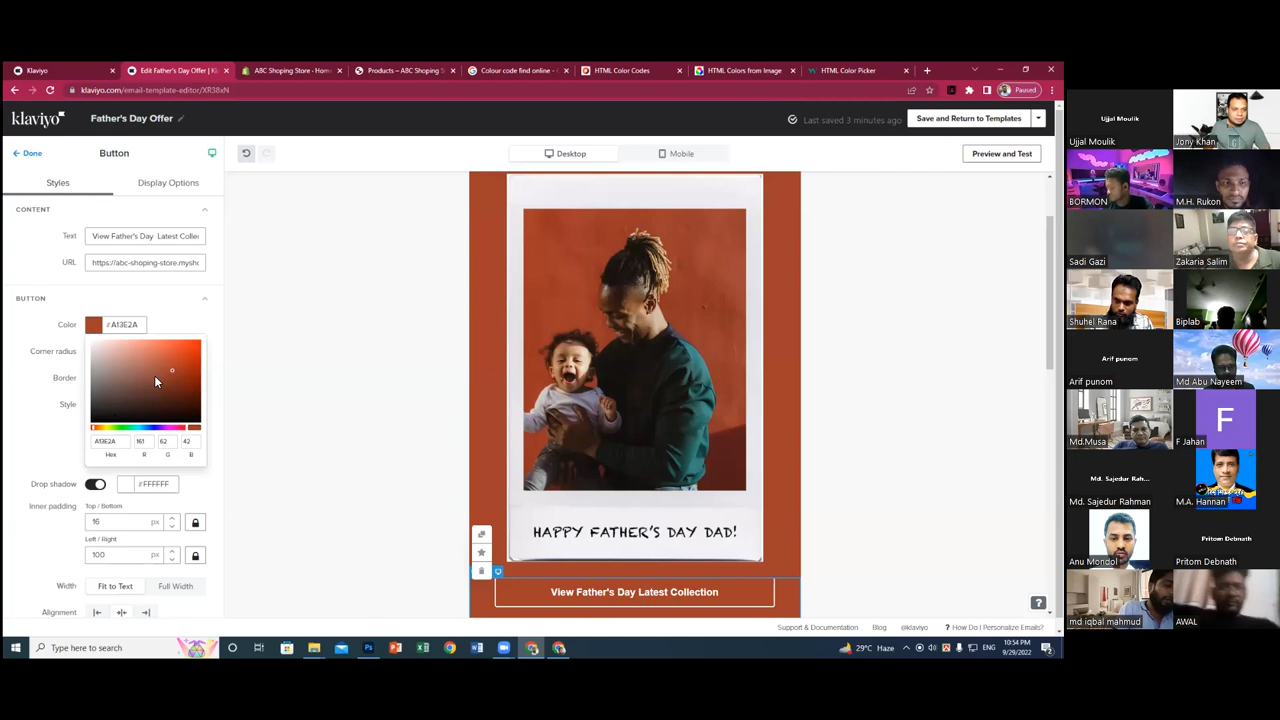 Klaviyo
Edit Father's Day Offer | Kl
ABC Shoping Store - Hom
Products – ABC Shoping S
Colour code find online -
HTML Color Codes
HTML Colors from Image
HTML Color Picker
klaviyo.com/email-template-editor/XR38xN
Paused
klaviyo
Father's Day Offer
Last saved 3 minutes ago
Save and Return to Templates
Done
Button
Desktop
Mobile
Preview and Test
Styles
Display Options
CONTENT
Text
View Father's Day Latest Collec
URL
https://abc-shoping-store.mysho
BUTTON
Color
#A13E2A
Corner radius
Border
Style
A13E2A
161
62
42
Hex
R
G
B
Drop shadow
#FFFFFF
Inner padding
Top / Bottom
16
px
Left / Right
100
px
Width
Fit to Text
Full Width
Alignment
HAPPY FATHER'S DAY DAD!
View Father's Day Latest Collection
Support & Documentation
Blog
@klaviyo
? How Do I Personalize Emails?
Type here to search
29°C Haze
ENG
10:54 PM
9/29/2022
Ujjal Moulik
Ujjal Moulik
Jony Khan
BORMON
M.H. Rukon
Sadi Gazi
Zakaria Salim
Shuhel Rana
Biplab
Arif punom
Arif punom
Md Abu Nayeem
Md.Musa
F
F Jahan
Md. Sajedur Rah...
Md. Sajedur Rahman
M.A. Hannan
Anu Mondol
Pritom Debnath
Pritom Debnath
md iqbal mahmud
AWAL